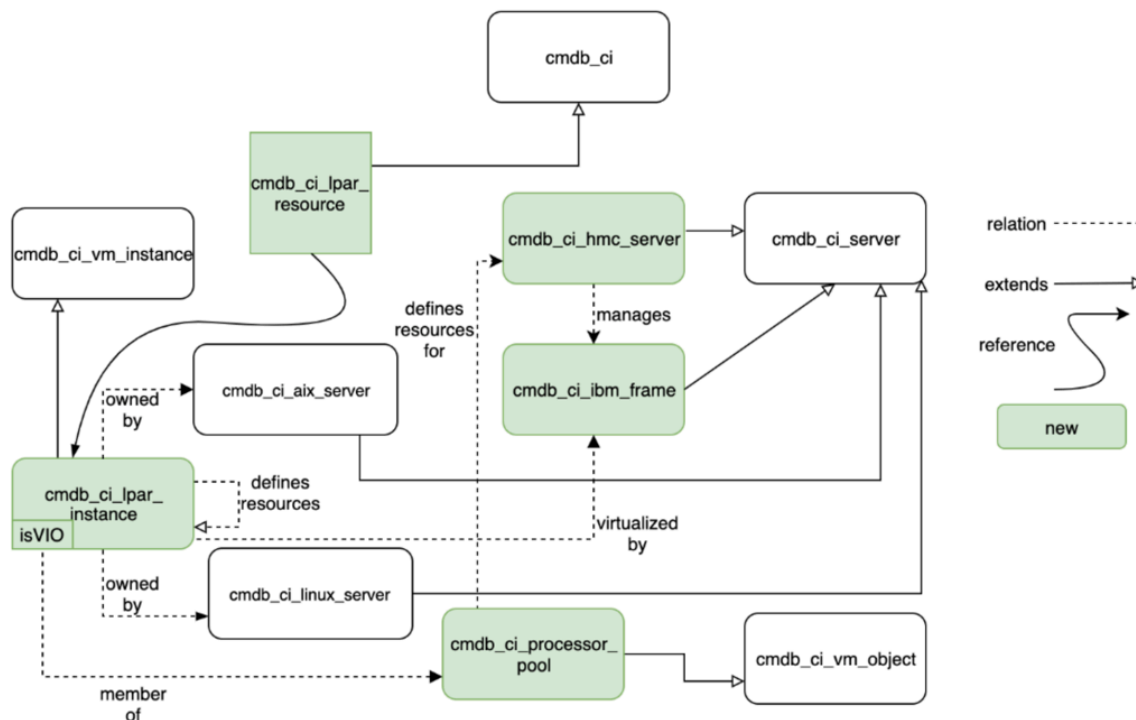 cmdb_ci
cmdb_ci_lpar_
resource
cmdb_ci_vm_instance
cmdb_ci_hmc_server
cmdb_ci_server
relation
extends
reference
new
defines
resources
for
manages
cmdb_ci_aix_server
cmdb_ci_ibm_frame
owned
by
cmdb_ci_lpar_
instance
isVIO
defines
resources
virtualized
by
owned
by
cmdb_ci_linux_server
cmdb_ci_processor_
pool
cmdb_ci_vm_object
member
of